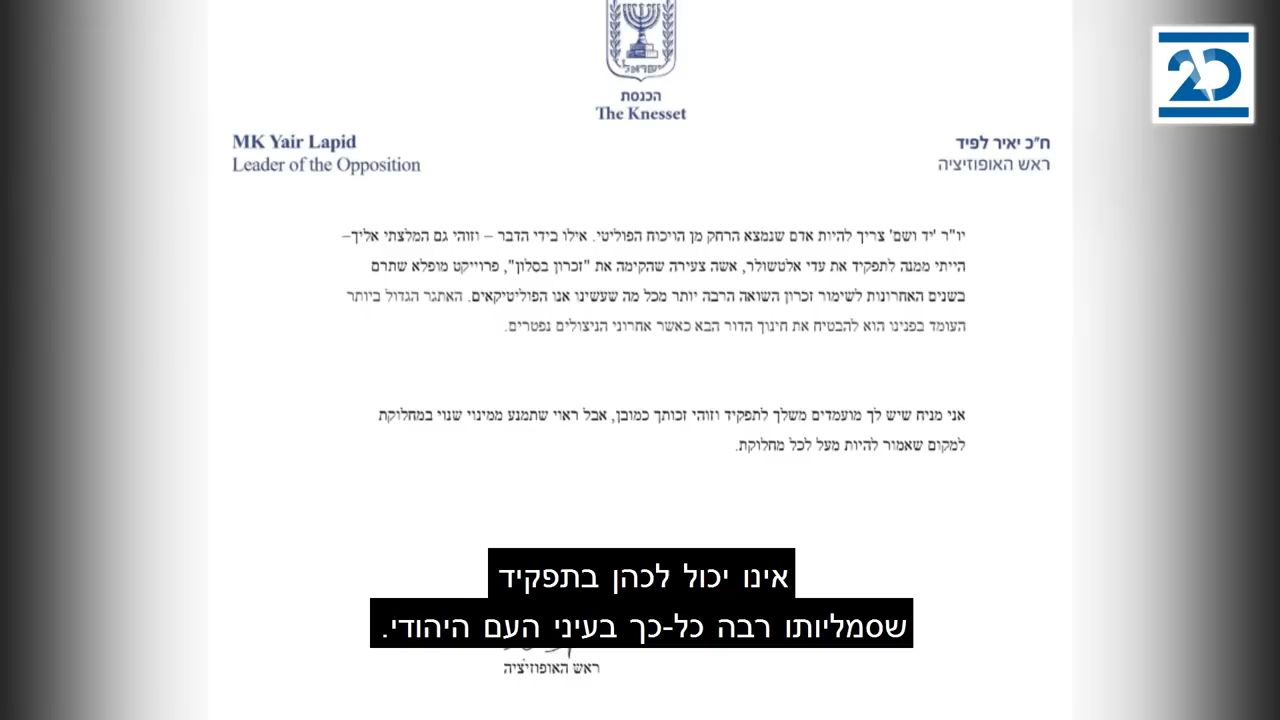 ישראל
הכנסת
The Knesset
MK Yair Lapid
Leader of the Opposition
ח"כ יאיר לפיד
ראש האופוזיציה
20
יו"ר 'יד ושם' צריך להיות אדם שנמצא הרחק מן הויכוח הפוליטי. אילו בידי הדבר – וזוהי גם המלצתי אליך–
הייתי ממנה לתפקיד את עדי אלטשולר, אשה צעירה שהקימה את "זכרון בסלון", פרוייקט מופלא שתרם
בשנים האחרונות לשימור זכרון השואה הרבה יותר מכל מה שעשינו אנו הפוליטיקאים. האתגר הגדול ביותר
העומד בפנינו הוא להבטיח את חינוך הדור הבא כאשר אחרוני הניצולים נפטרים.
אני מניח שיש לך מועמדים משלך לתפקיד וזוהי זכותך כמובן, אבל ראוי שתמנע ממינוי שנוי במחלוקת
למקום שאמור להיות מעל לכל מחלוקת.
אינו יכול לכהן בתפקיד
שסמליותו רבה כל-כך בעיני העם היהודי.
ראש האופוזיציה